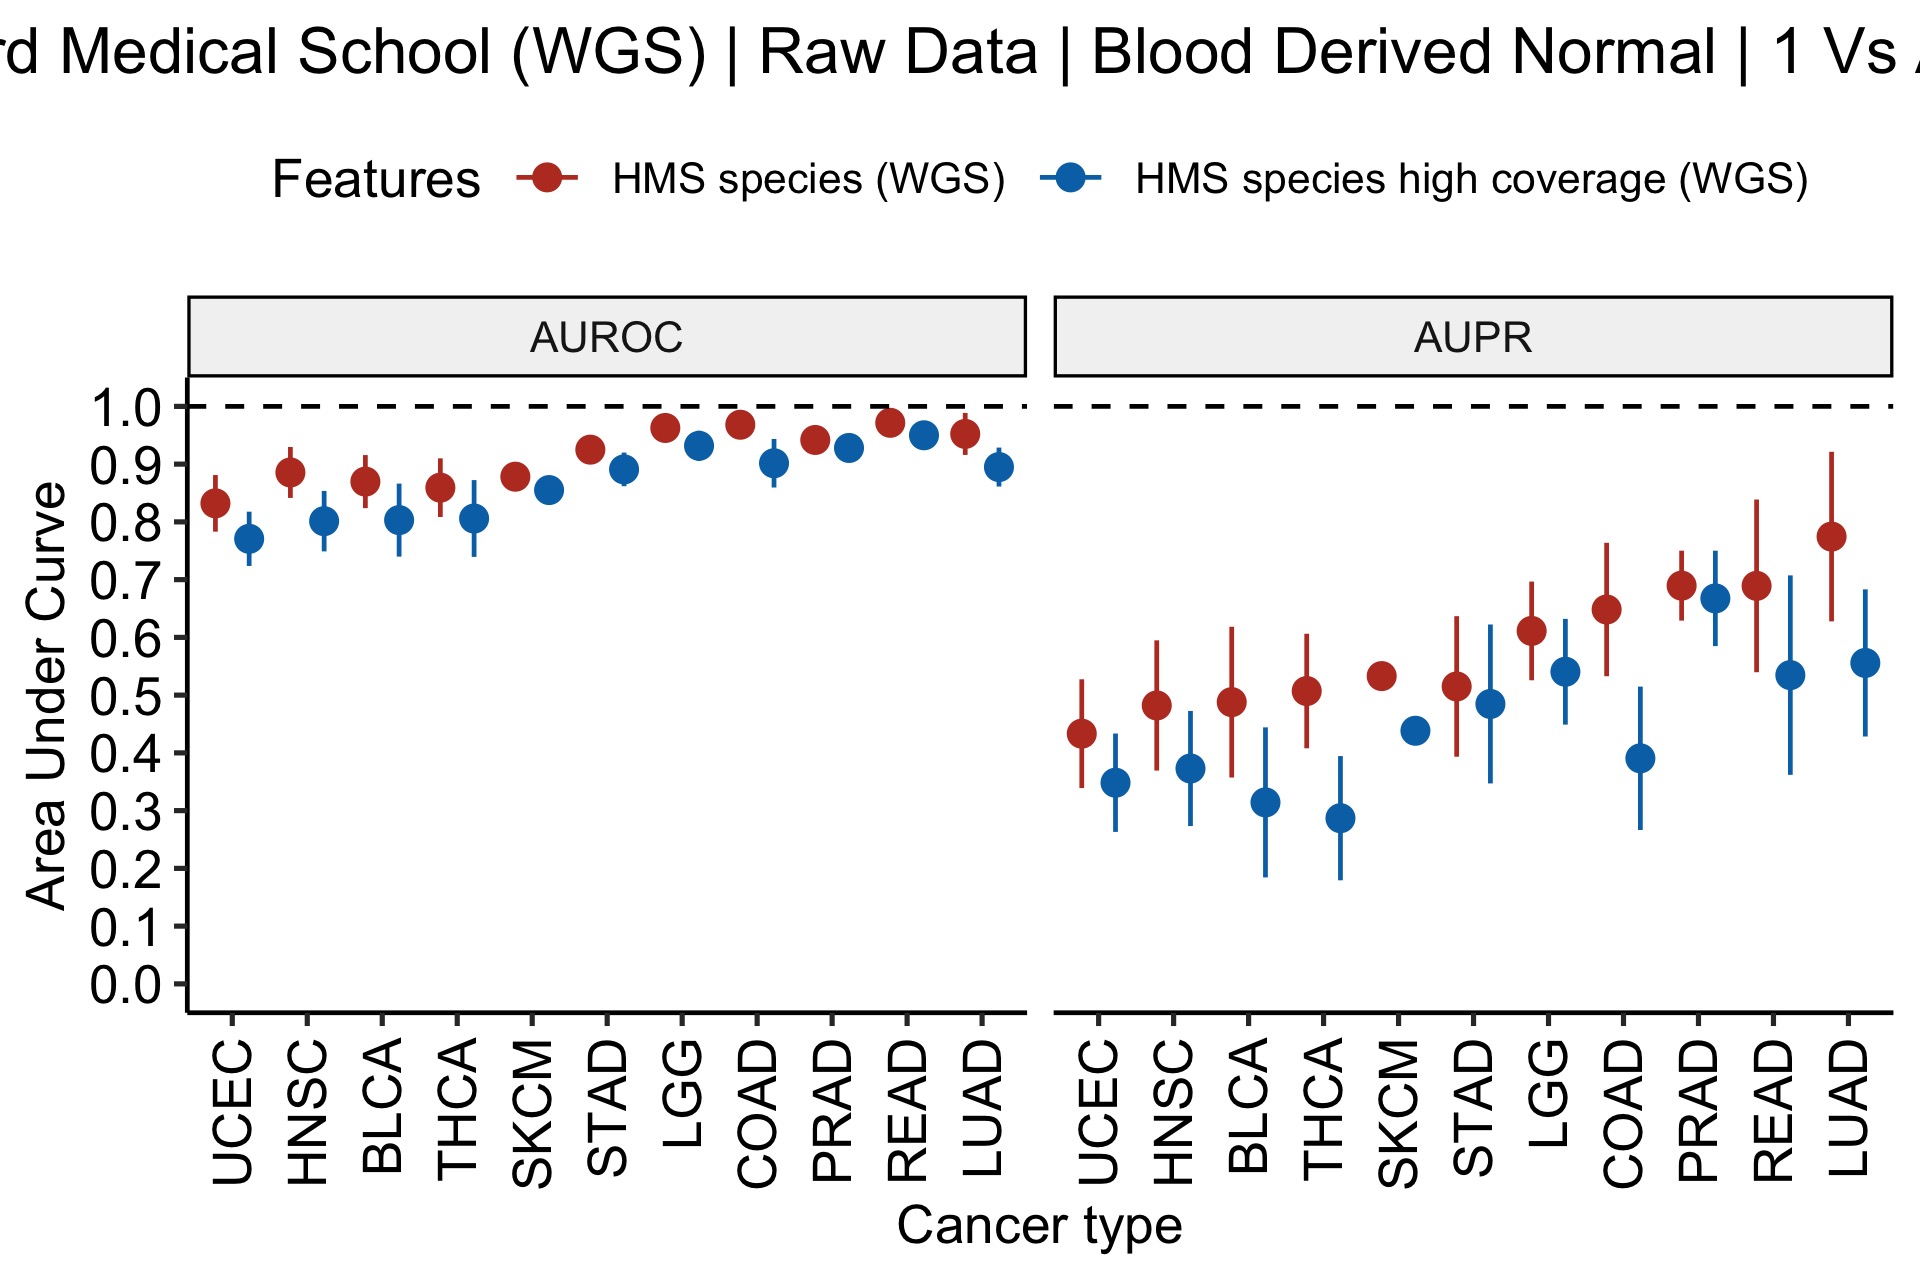 rd Medical School (WGS) | Raw Data | Blood Derived Normal | 1 Vs
Features HMS species (WGS) HMS species high coverage (WGS)
AUROC AUPR
Area Under Curve
1.0
0.9
0.8
0.7
0.6
0.5
0.4
0.3
0.2
0.1
0.0
UCEC HNSC BLCA THCA SKCM STAD LGG COAD PRAD READ LUAD UCEC HNSC BLCA THCA SKCM STAD LGG COAD PRAD READ LUAD
Cancer type